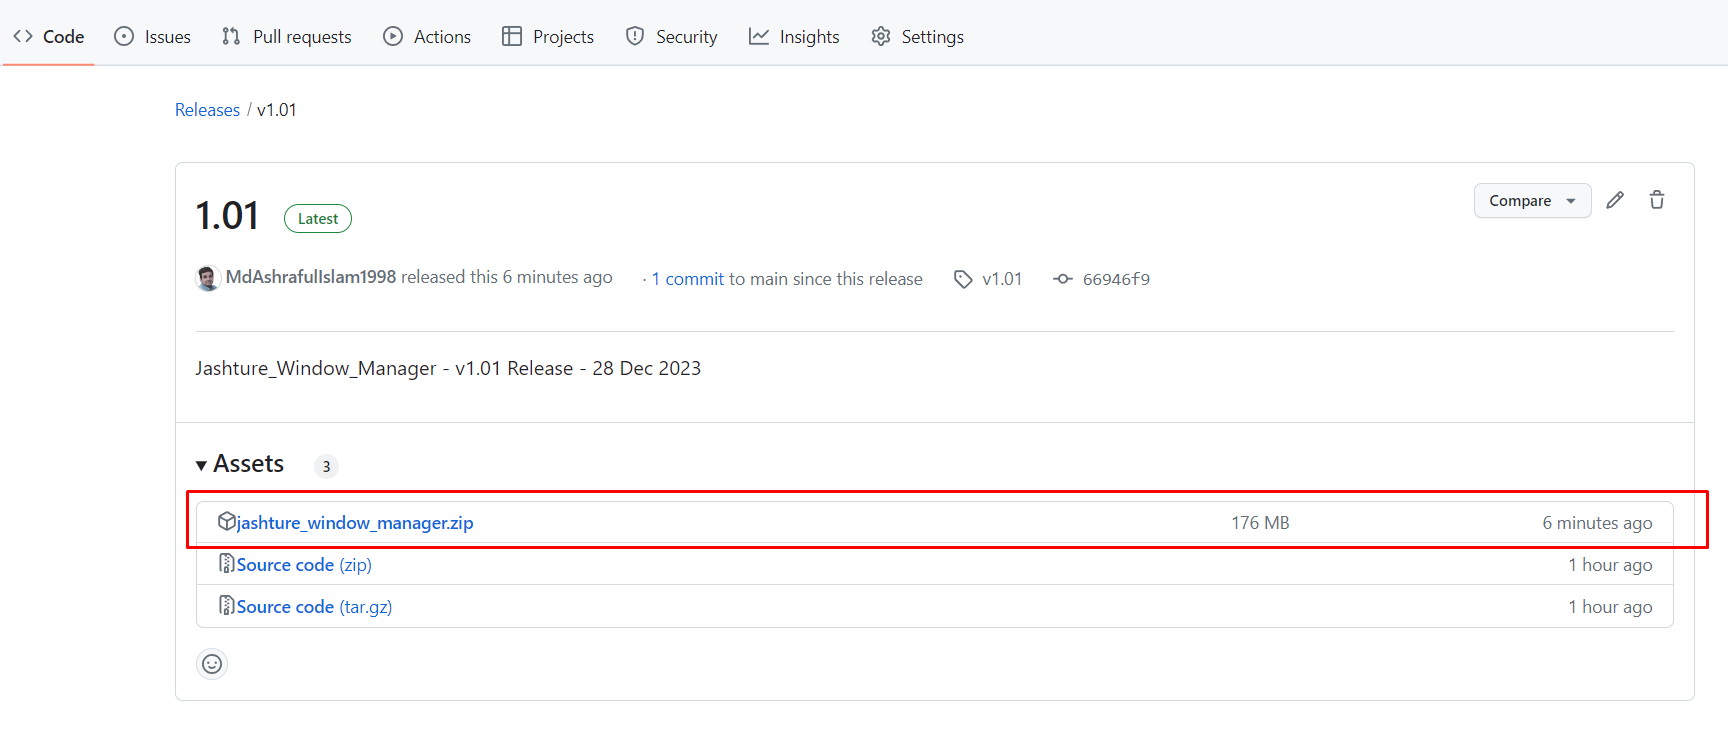 Code Issues Pull requests Actions Projects Security Insights Settings
Releases / v1.01
1.01 Latest Compare
MdAshrafulIslam1998 released this 6 minutes ago · 1 commit to main since this release v1.01 66946f9
Jashture_Window_Manager - v1.01 Release - 28 Dec 2023
Assets 3
jashture_window_manager.zip 176 MB 6 minutes ago
Source code (zip) 1 hour ago
Source code (tar.gz) 1 hour ago